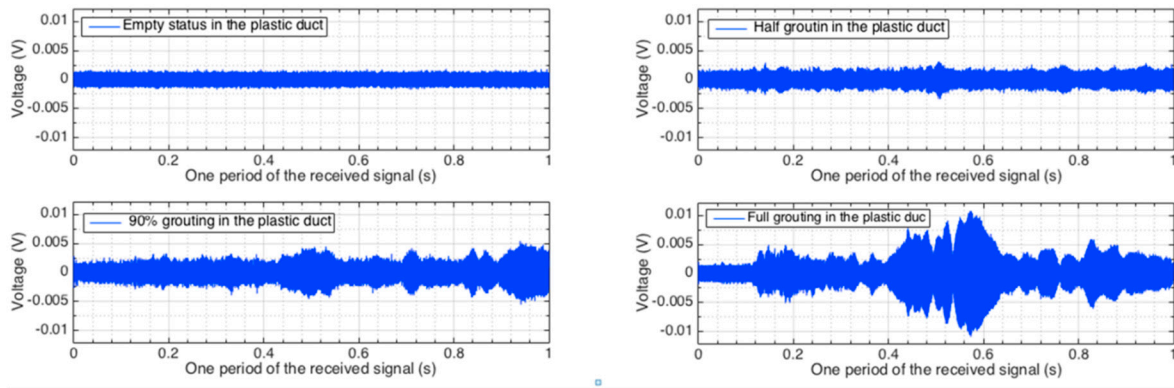 0.01
0.005
0
-0.005
-0.01
Voltage (V)
Empty status in the plastic duct
0 0.2 0.4 0.6 0.8 1
One period of the received signal (s)
0.01
0.005
0
-0.005
-0.01
Voltage (V)
Half groutin in the plastic duct
0 0.2 0.4 0.6 0.8 1
One period of the received signal (s)
0.01
0.005
0
-0.005
-0.01
Voltage (V)
90% grouting in the plastic duct
0 0.2 0.4 0.6 0.8 1
One period of the received signal (s)
0.01
0.005
0
-0.005
-0.01
Voltage (V)
Full grouting in the plastic duc
0 0.2 0.4 0.6 0.8 1
One period of the received signal (s)